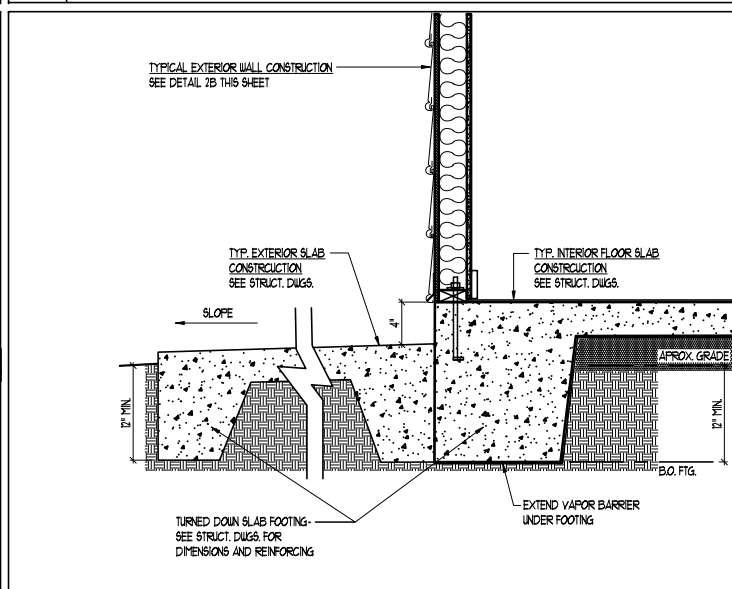 TYPICAL EXTERIOR WALL CONSTRUCTION
SEE DETAIL 2B THIS SHEET
TYP. EXTERIOR SLAB
CONSTRCUCTION
SEE STRUCT. DWGS.
TYP. INTERIOR FLOOR SLAB
CONSTRCUCTION
SEE STRUCT. DWGS.
SLOPE
4"
APROX. GRADE
12" MIN.
12" MIN.
B.O. FTG.
TURNED DOWN SLAB FOOTING-
SEE STRUCT. DWGS. FOR
DIMENSIONS AND REINFORCING
EXTEND VAPOR BARRIER
UNDER FOOTING